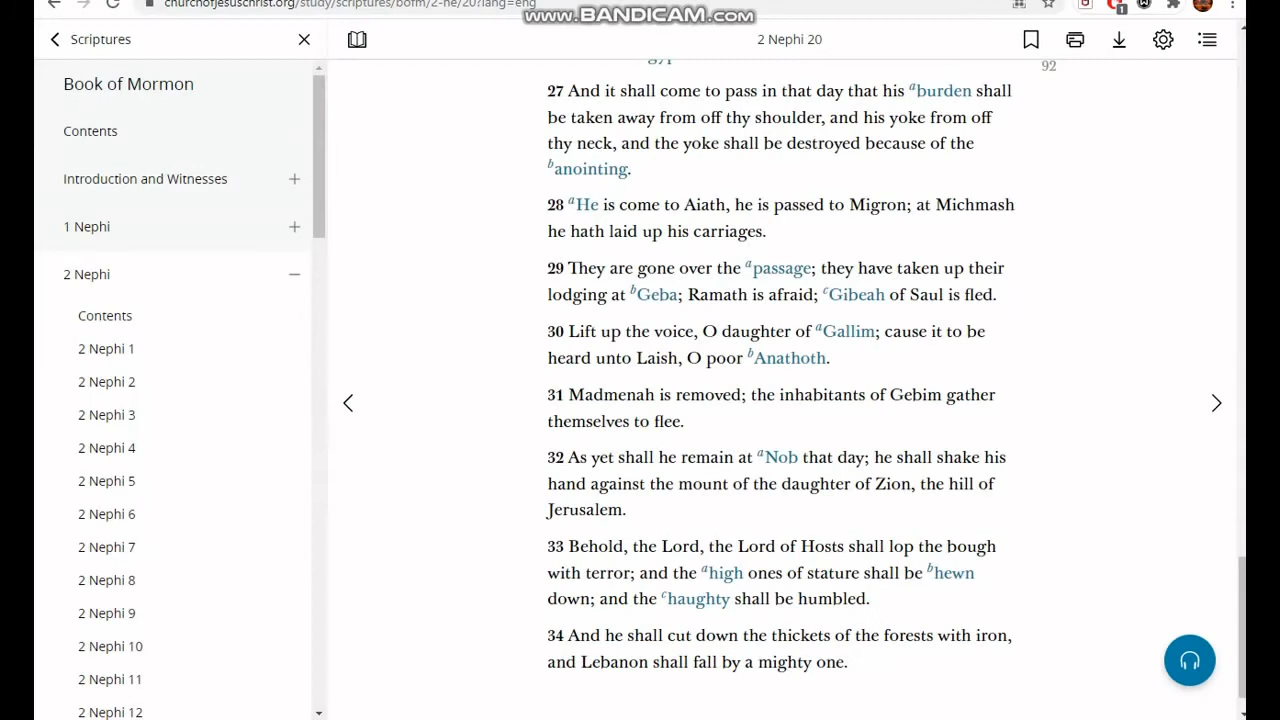 churchofjesuschrist.org/study/scriptures/bofm/2-ne/20?lang=eng
www.BANDICAM.com
1
Scriptures
2 Nephi 20
Book of Mormon
Contents
Introduction and Witnesses
1 Nephi
2 Nephi
Contents
2 Nephi 1
2 Nephi 2
2 Nephi 3
2 Nephi 4
2 Nephi 5
2 Nephi 6
2 Nephi 7
2 Nephi 8
2 Nephi 9
2 Nephi 10
2 Nephi 11
2 Nephi 12
92
27 And it shall come to pass in that day that his aburden shall
be taken away from off thy shoulder, and his yoke from off
thy neck, and the yoke shall be destroyed because of the
banointing.
28 aHe is come to Aiath, he is passed to Migron; at Michmash
he hath laid up his carriages.
29 They are gone over the apassage; they have taken up their
lodging at bGeba; Ramath is afraid; cGibeah of Saul is fled.
30 Lift up the voice, O daughter of aGallim; cause it to be
heard unto Laish, O poor bAnathoth.
31 Madmenah is removed; the inhabitants of Gebim gather
themselves to flee.
32 As yet shall he remain at aNob that day; he shall shake his
hand against the mount of the daughter of Zion, the hill of
Jerusalem.
33 Behold, the Lord, the Lord of Hosts shall lop the bough
with terror; and the ahigh ones of stature shall be bhewn
down; and the chaughty shall be humbled.
34 And he shall cut down the thickets of the forests with iron,
and Lebanon shall fall by a mighty one.